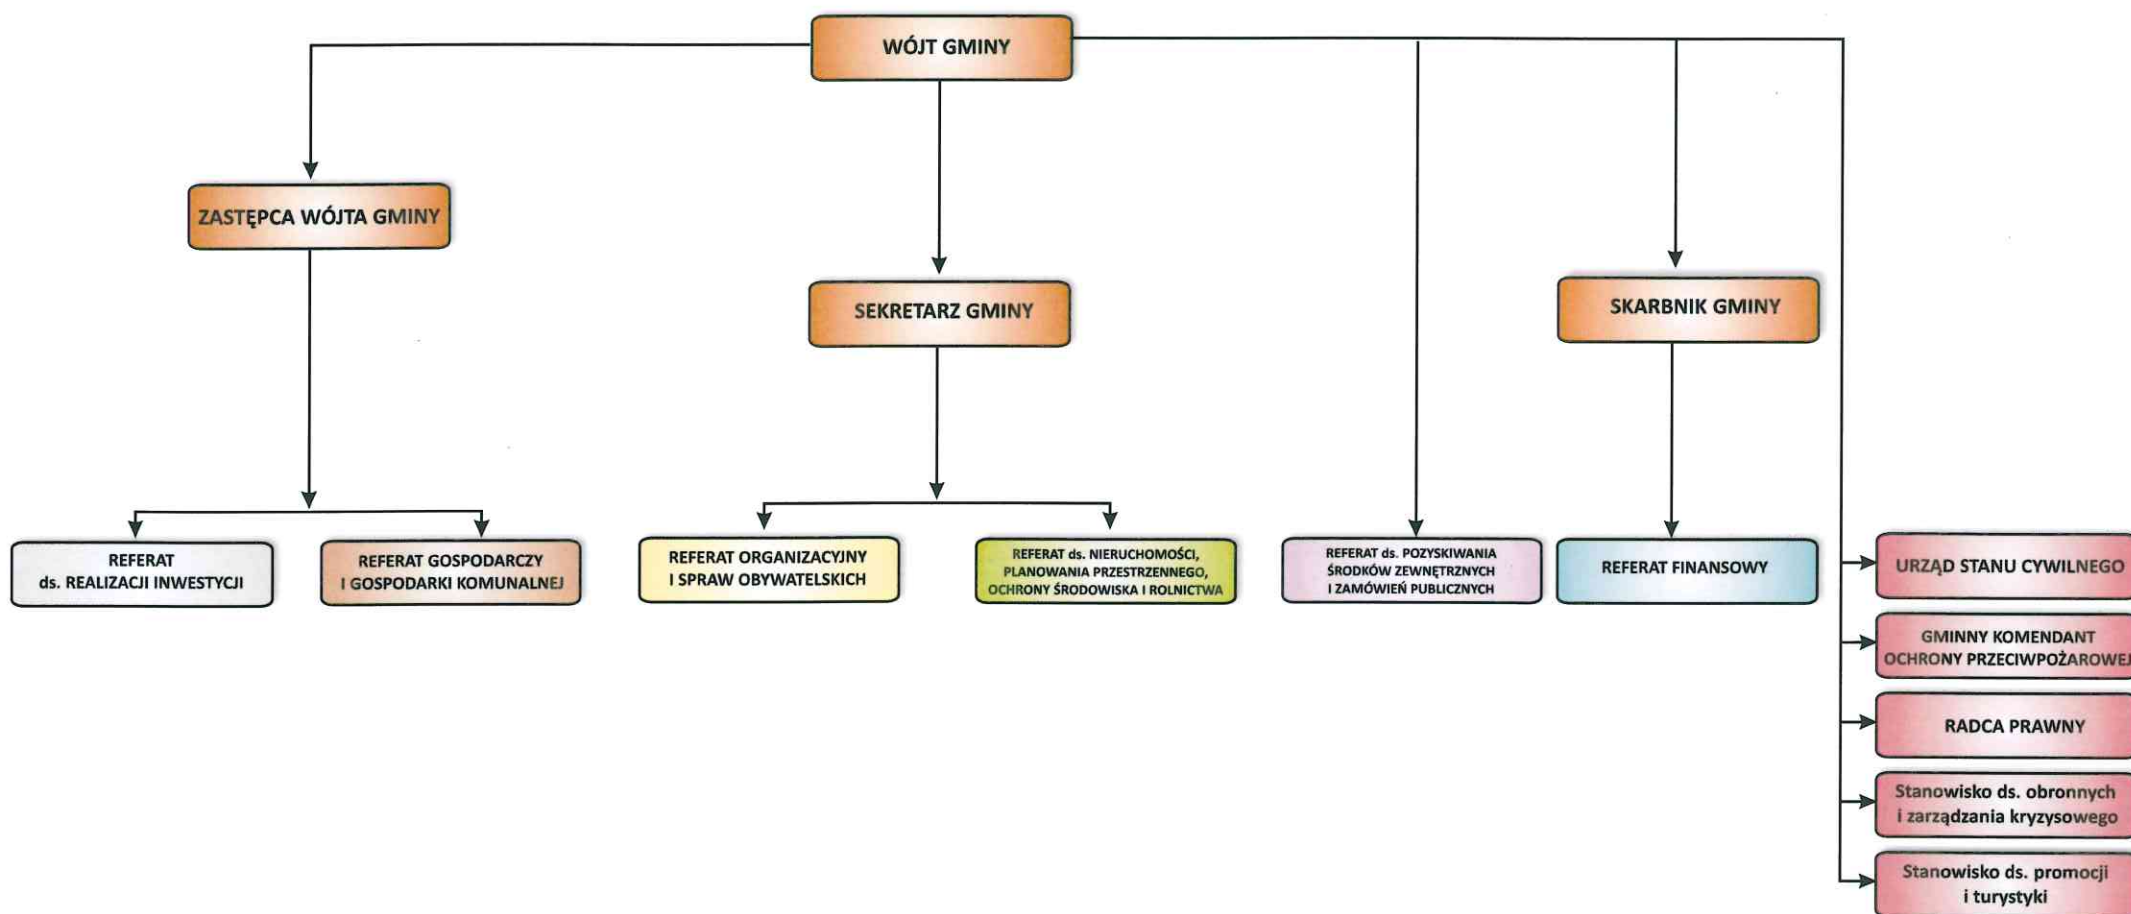 WÓJT GMINY
ZASTĘPCA WÓJTA GMINY
SEKRETARZ GMINY
SKARBNIK GMINY
REFERAT
ds. REALIZACJI INWESTYCJI
REFERAT GOSPODARCZY
I GOSPODARKI KOMUNALNEJ
REFERAT ORGANIZACYJNY
I SPRAW OBYWATELSKICH
REFERAT ds. NIERUCHOMOŚCI,
PLANOWANIA PRZESTRZENNEGO,
OCHRONY ŚRODOWISKA I ROLNICTWA
REFERAT ds. POZYSKIWANIA
ŚRODKÓW ZEWNĘTRZNYCH
I ZAMÓWIEŃ PUBLICZNYCH
REFERAT FINANSOWY
URZĄD STANU CYWILNEGO
GMINNY KOMENDANT
OCHRONY PRZECIWPOŻAROWEJ
RADCA PRAWNY
Stanowisko ds. obronnych
i zarządzania kryzysowego
Stanowisko ds. promocji
i turystyki